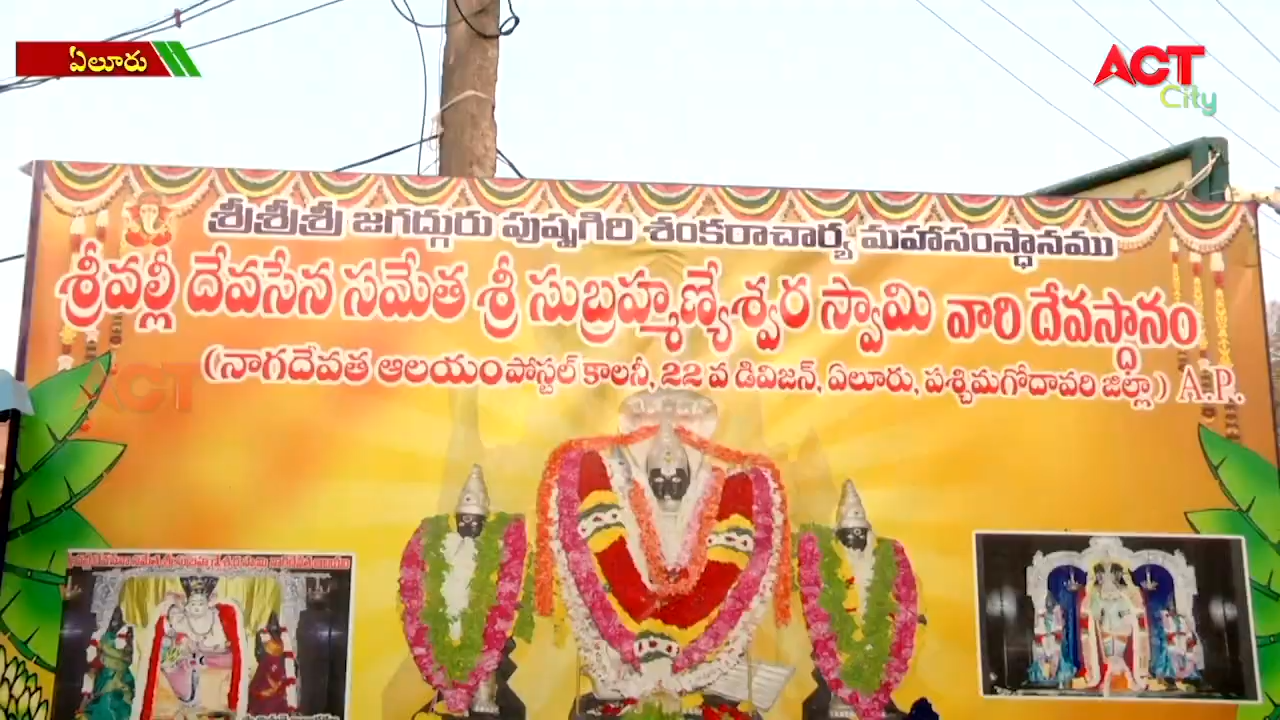 ఏలూరు
ACT
City
శ్రీశ్రీశ్రీ జగద్గురు పుష్పగిరి శంకరాచార్య మహాసంస్థానము
శ్రీవల్లీ దేవసేన సమేత శ్రీ సుబ్రహ్మణ్యేశ్వర స్వామి వారి దేవస్థానం
(నాగదేవత ఆలయం పోస్టల్ కాలనీ, 22 వ డివిజన్, ఏలూరు, పశ్చిమగోదావరి జిల్లా) A.P.
ACT